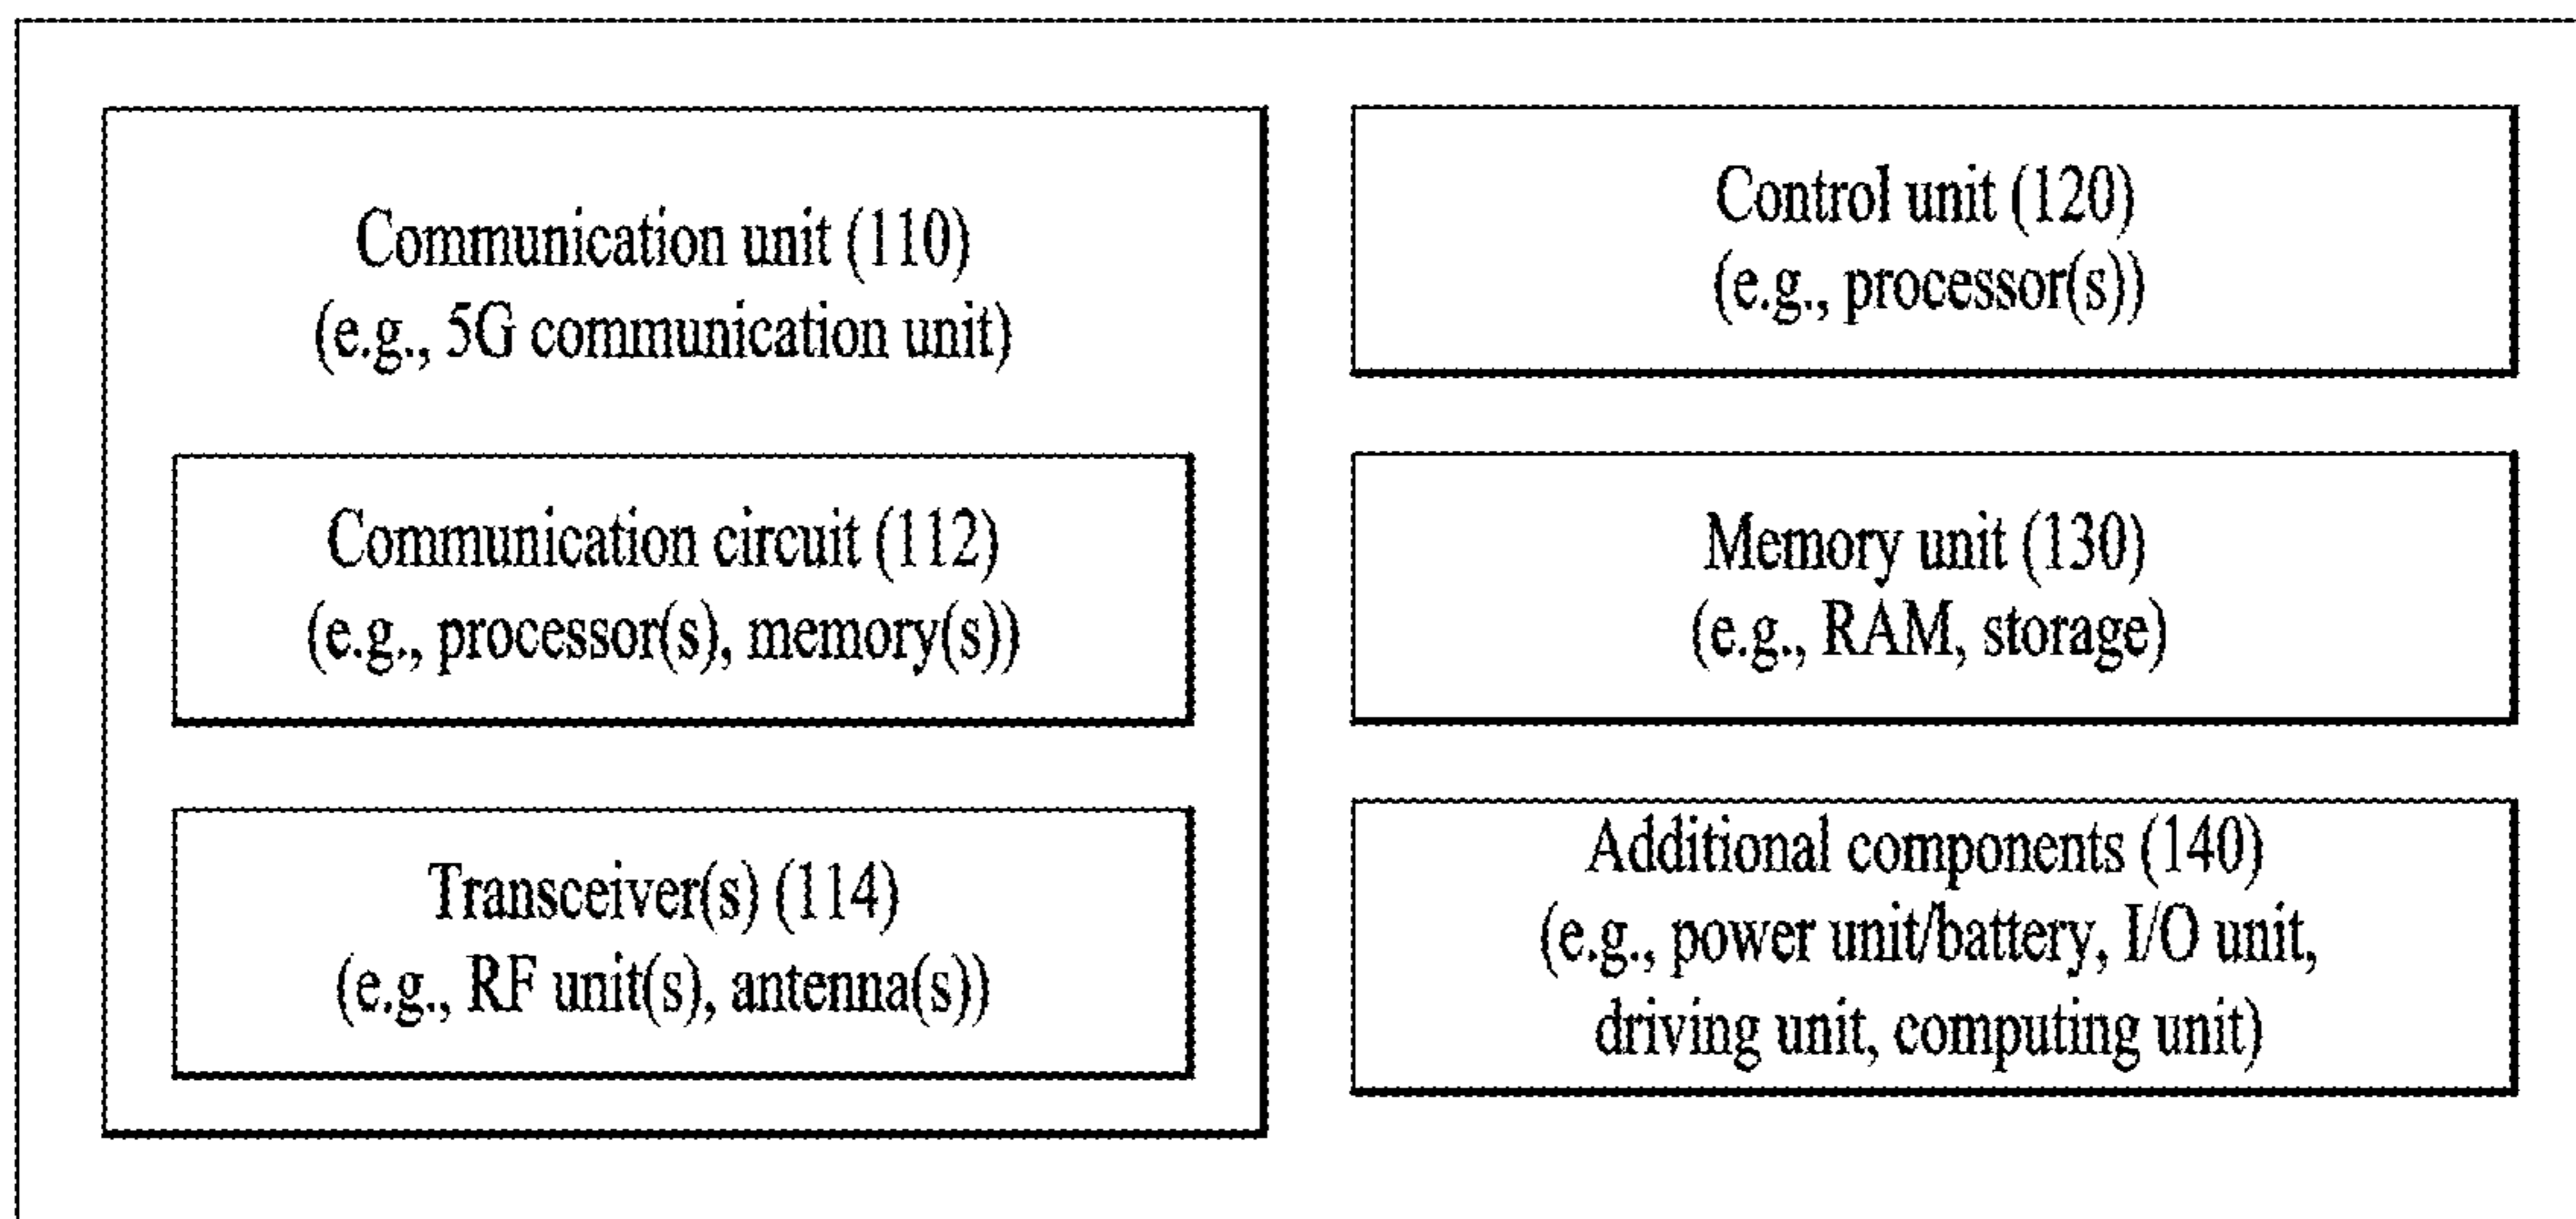 Communication unit (110)
(e.g., 5G communication unit)
Communication circuit (112)
(e.g., processor(s), memory(s))
Transceiver(s) (114)
(e.g., RF unit(s), antenna(s))
Control unit (120)
(e.g., processor(s))
Memory unit (130)
(e.g., RAM, storage)
Additional components (140)
(e.g., power unit/battery, I/O unit,
driving unit, computing unit)